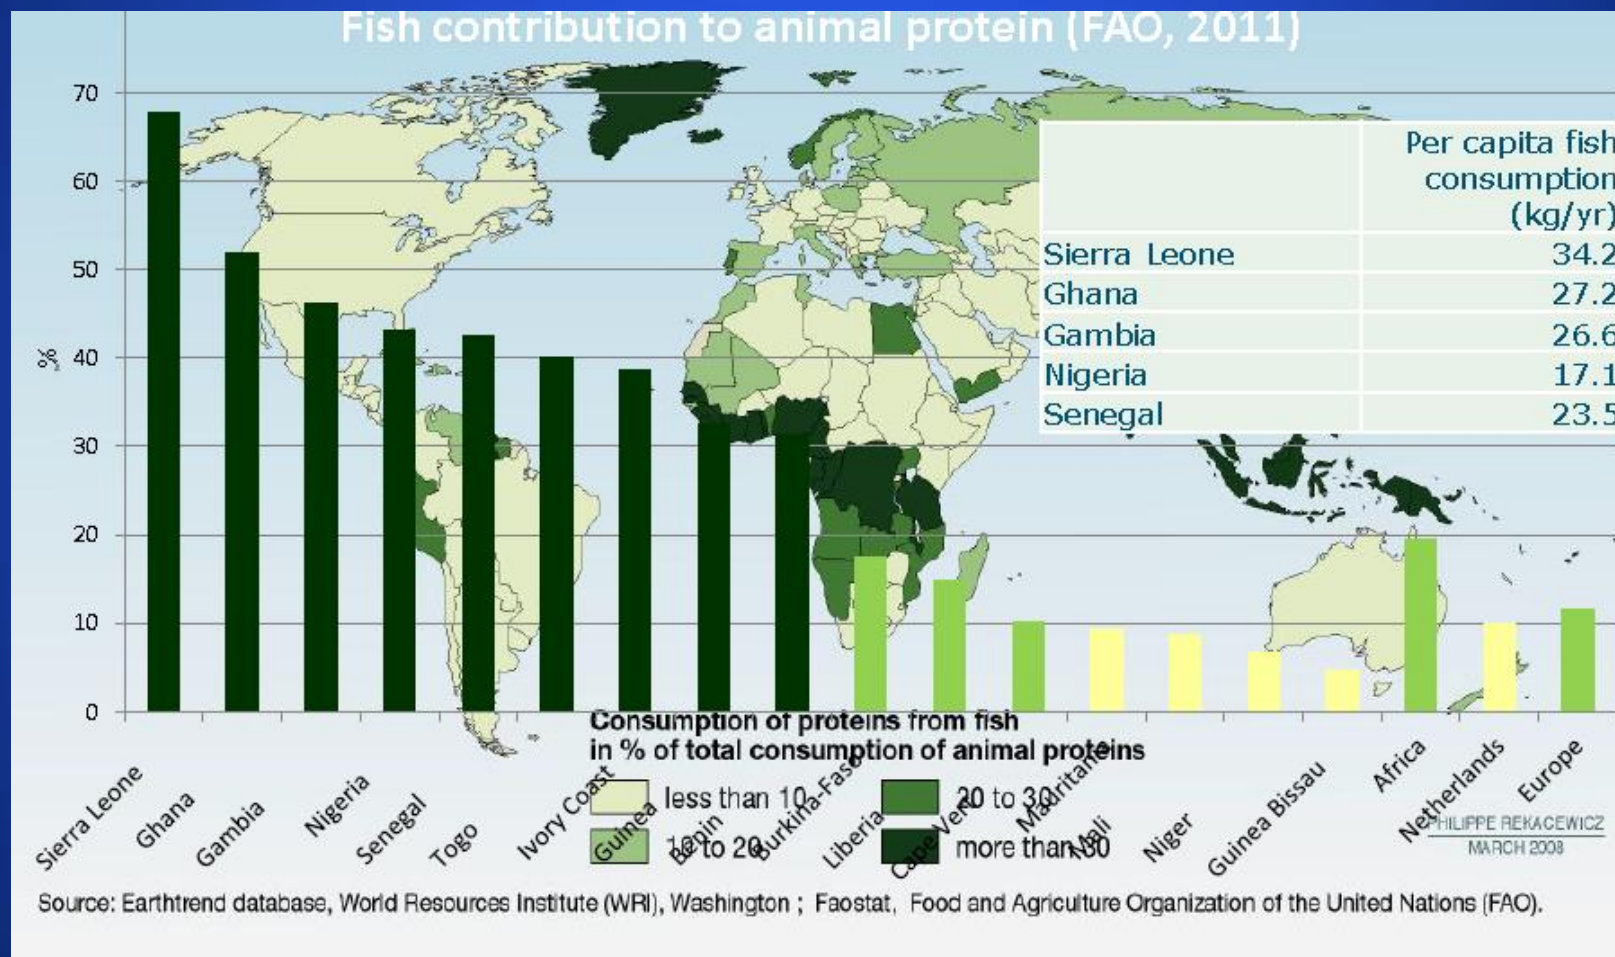 Fish contribution to animal protein (FAO, 2011)
70
60
50
40
30
20
10
0
%
Per capita fish
consumption
(kg/yr)
Sierra Leone 34.2
Ghana 27.2
Gambia 26.6
Nigeria 17.1
Senegal 23.5
Sierra Leone
Ghana
Gambia
Nigeria
Senegal
Togo
Ivory Coast
Guinea
Benin
Burkina-Faso
Liberia
Cape Verd
Mauritania
Mali
Niger
Guinea Bissau
Africa
Netherlands
Europe
Consumption of proteins from fish
in % of total consumption of animal proteins
less than 10
20 to 30
10 to 20
more than 30
PHILIPPE REKACEWICZ
MARCH 2008
Source: Earthtrend database, World Resources Institute (WRI), Washington ; Faostat, Food and Agriculture Organization of the United Nations (FAO).